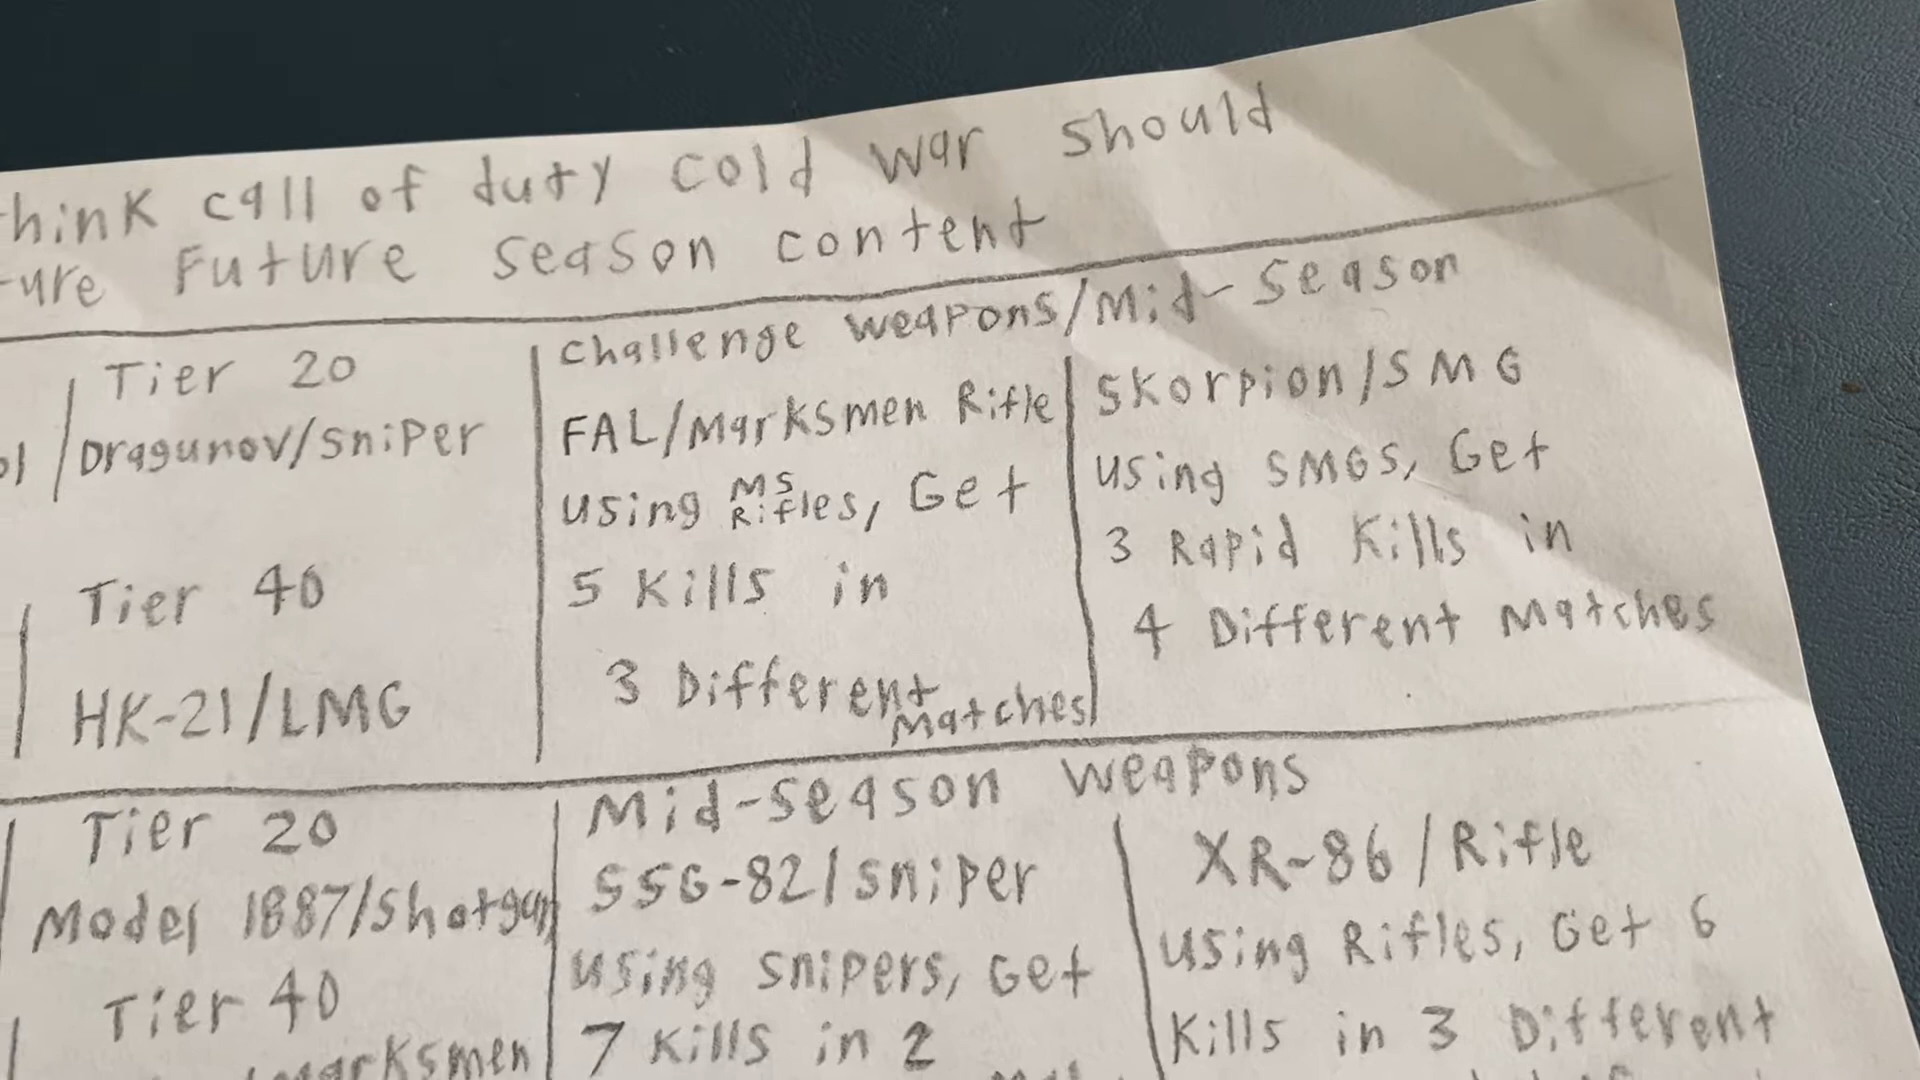 think call of duty cold war should
Future season content
Tier 20
Dragunov/sniper
Tier 40
HK-21/LMG
challenge weapons/Mid-season
FAL/Marksmen Rifle
using MS Rifles, Get
5 Kills in
3 Different
Matches
Skorpion/SMG
using SMGs, Get
3 Rapid Kills in
4 Different Matches
Tier 20
Model 1887/Shotgun
Tier 40
Marksmen
Mid-season weapons
SSG-82/sniper
using snipers, Get
7 Kills in 2
XR-86/Rifle
using Rifles, Get 6
Kills in 3 Different